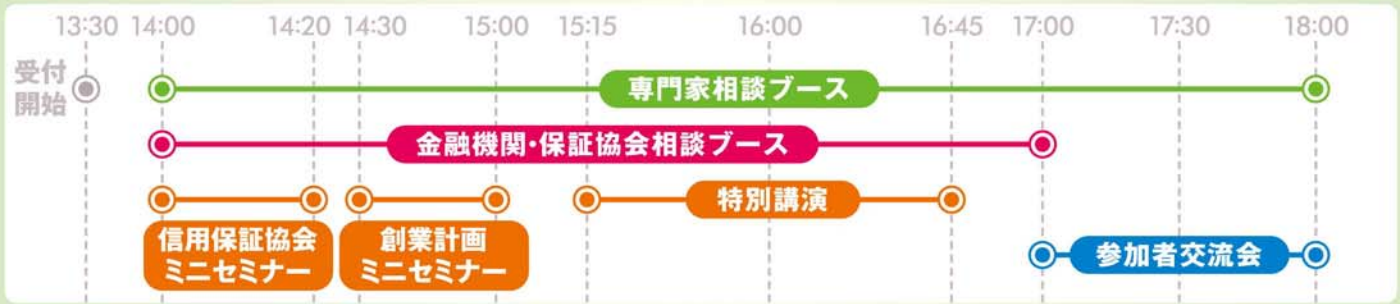 13:30 14:00 14:20 14:30 15:00 15:15 16:00 16:45 17:00 17:30 18:00
受付
開始
専門家相談ブース
金融機関・保証協会相談ブース
特別講演
信用保証協会
ミニセミナー
創業計画
ミニセミナー
参加者交流会